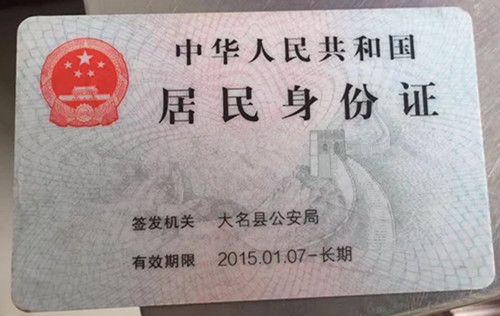 中华人民共和国
居民身份证
签发机关 大名县公安局
有效期限 2015.01.07-长期